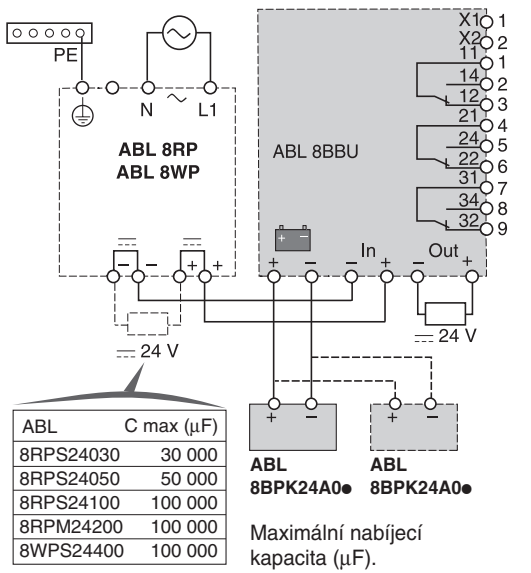 PE
N
~
L1
ABL 8RP
ABL 8WP
ABL 8BBU
X1 1
X2 2
11 1
14 2
12 3
21 4
24 5
22 6
31 7
34 8
32 9
+ −
In
Out
− − + +
+ − − + − +
24 V
24 V
ABL C max (µF)
8RPS24030 30 000
8RPS24050 50 000
8RPS24100 100 000
8RPM24200 100 000
8WPS24400 100 000
+ −
+ −
ABL
8BPK24A0●
ABL
8BPK24A0●
Maximální nabíjecí
kapacita (µF).